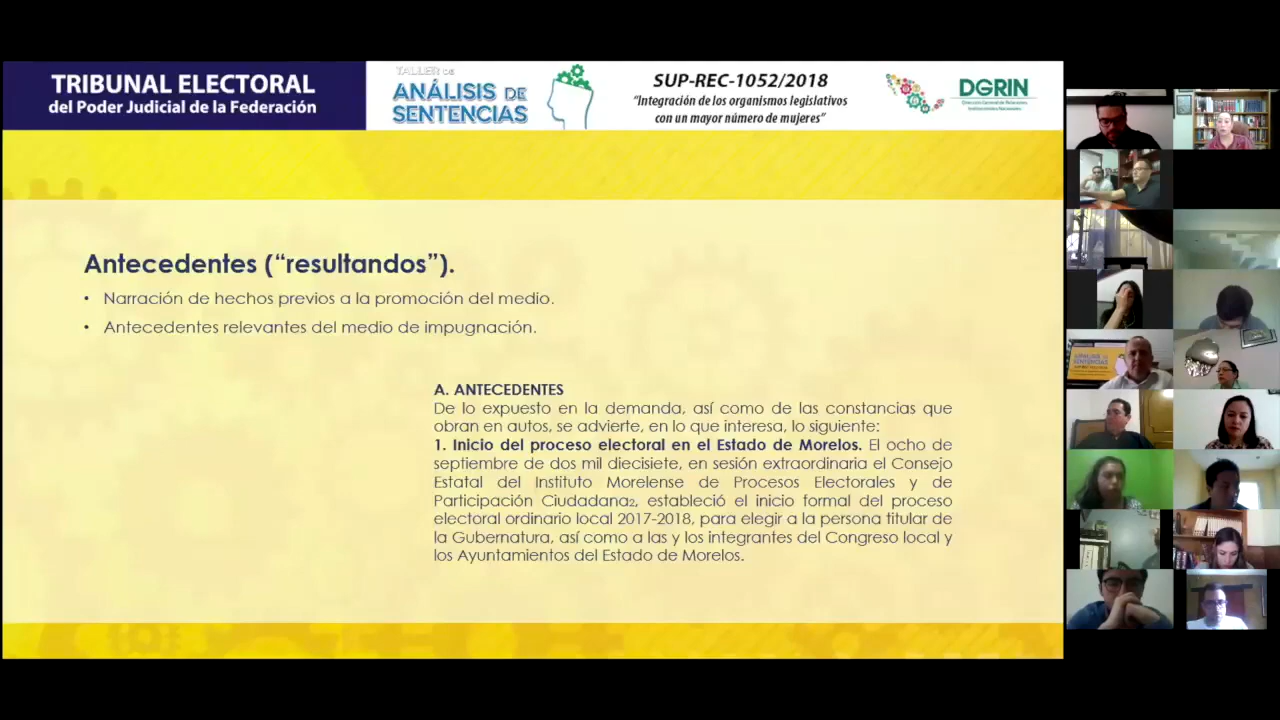 TRIBUNAL ELECTORAL
del Poder Judicial de la Federación
TALLER DE
ANÁLISIS DE
SENTENCIAS
SUP-REC-1052/2018
“Integración de los organismos legislativos
con un mayor número de mujeres”
DGRIN
Antecedentes (“resultandos”).
• Narración de hechos previos a la promoción del medio.
• Antecedentes relevantes del medio de impugnación.
A. ANTECEDENTES
De lo expuesto en la demanda, así como de las constancias que
obran en autos, se advierte, en lo que interesa, lo siguiente:
1. Inicio del proceso electoral en el Estado de Morelos. El ocho de
septiembre de dos mil diecisiete, en sesión extraordinaria el Consejo
Estatal del Instituto Morelense de Procesos Electorales y de
Participación Ciudadana2, estableció el inicio formal del proceso
electoral ordinario local 2017-2018, para elegir a la persona titular de
la Gubernatura, así como a las y los integrantes del Congreso local y
los Ayuntamientos del Estado de Morelos.
ANÁLISIS DE
SENTENCIAS